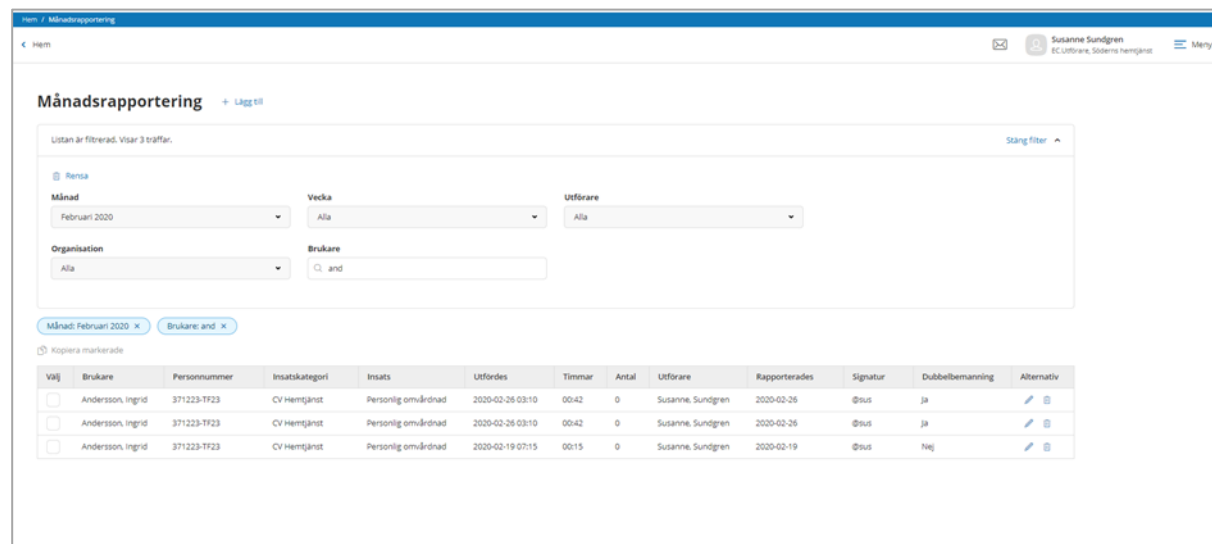 Hem / Månadsrapportering
Hem
Susanne Sundgren
EC Utförare, Söderns hemtjänst
Meny
Månadsrapportering + Lägg till
Listan är filtrerad. Visar 3 träffar. Stäng filter
Rensa
Månad Vecka Utförare
Februari 2020 Alla Alla
Organisation Brukare
Alla and
Månad: Februari 2020 × Brukare: and ×
Kopiera markerade
Välj Brukare Personnummer Insatskategori Insats Utfördes Timmar Antal Utförare Rapporterades Signatur Dubbelbemanning Alternativ
Andersson, Ingrid 371223-TF23 CV Hemtjänst Personlig omvårdnad 2020-02-26 03:10 00:42 0 Susanne, Sundgren 2020-02-26 @sus Ja
Andersson, Ingrid 371223-TF23 CV Hemtjänst Personlig omvårdnad 2020-02-26 03:10 00:42 0 Susanne, Sundgren 2020-02-26 @sus Ja
Andersson, Ingrid 371223-TF23 CV Hemtjänst Personlig omvårdnad 2020-02-19 07:15 00:15 0 Susanne, Sundgren 2020-02-19 @sus Nej